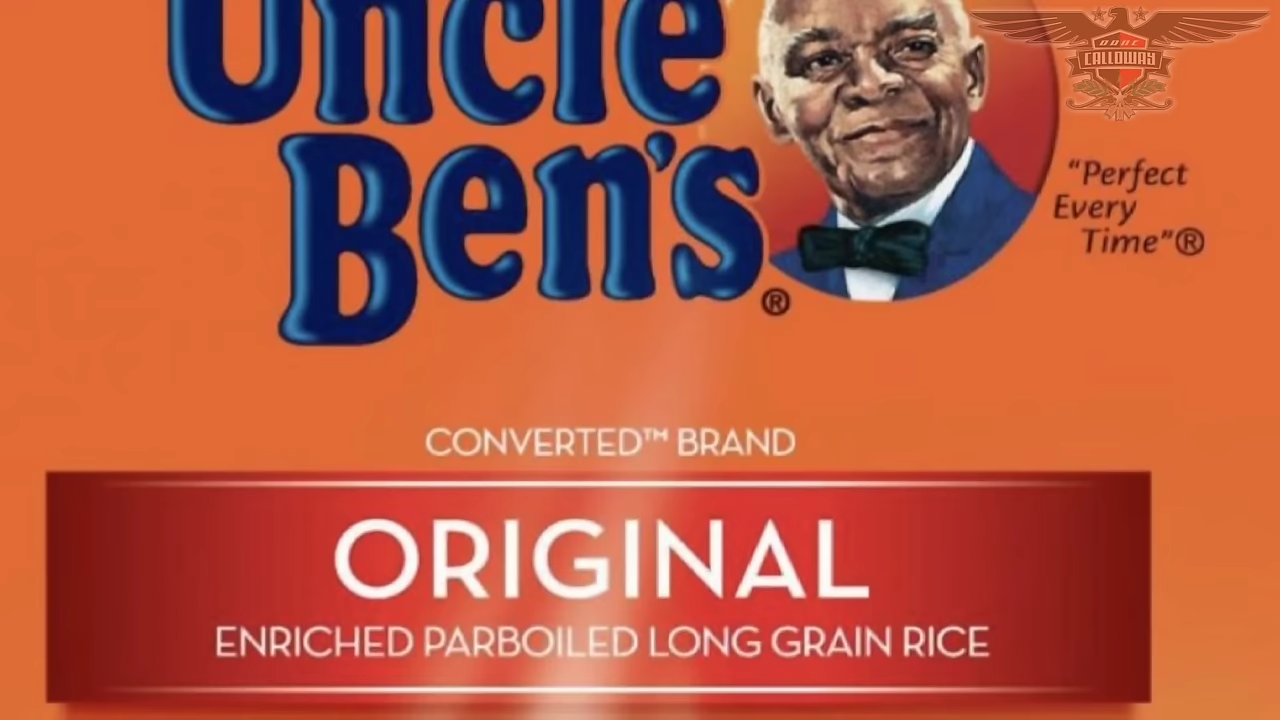 Uncle
Ben's®
"Perfect
Every
Time"®
CONVERTED™ BRAND
ORIGINAL
ENRICHED PARBOILED LONG GRAIN RICE
CALLOWAY